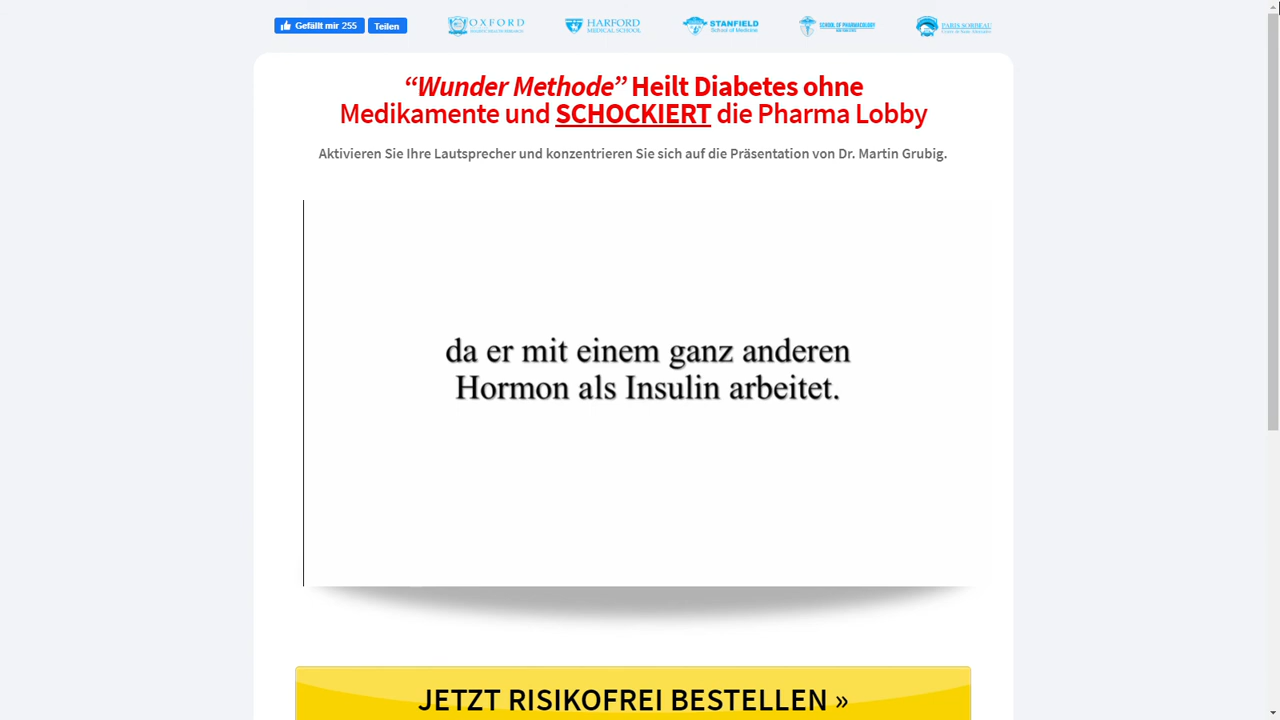 Gefällt mir 255
Teilen
OXFORD
HARFORD
MEDICAL SCHOOL
STANFIELD
School of Medicine
SCHOOL OF PHARMACOLOGY
PARIS SORBEAU
“Wunder Methode” Heilt Diabetes ohne
Medikamente und SCHOCKIERT die Pharma Lobby
Aktivieren Sie Ihre Lautsprecher und konzentrieren Sie sich auf die Präsentation von Dr. Martin Grubig.
da er mit einem ganz anderen
Hormon als Insulin arbeitet.
JETZT RISIKOFREI BESTELLEN »